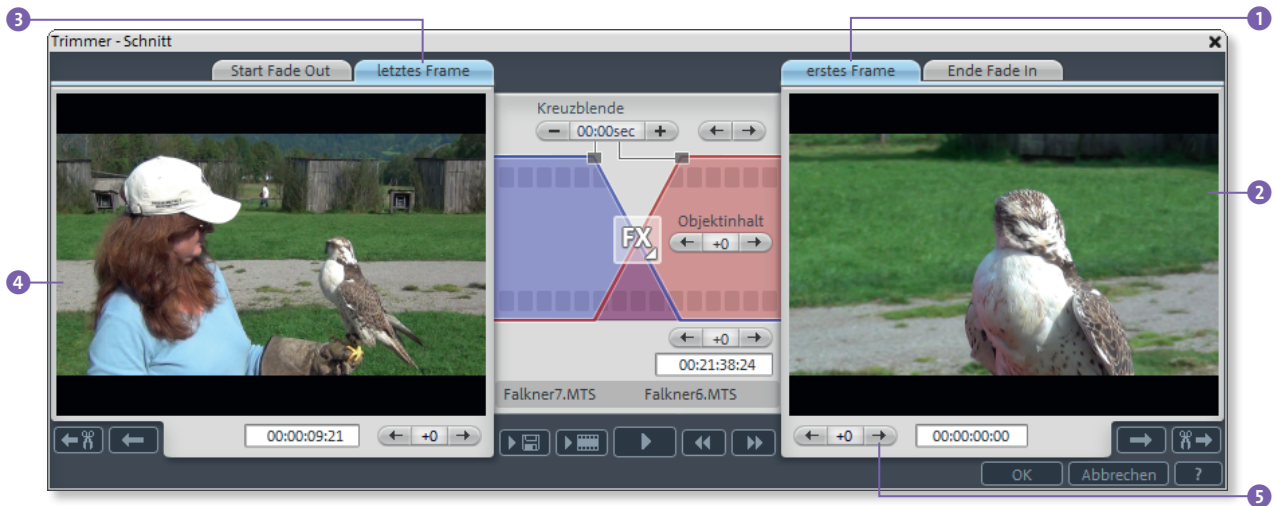 3
1
Trimmer - Schnitt
Start Fade Out
letztes Frame
erstes Frame
Ende Fade In
Kreuzblende
00:00sec
2
Objektinhalt
FX
+0
4
+0
00:21:38:24
Falkner7.MTS
Falkner6.MTS
00:00:09:21
+0
+0
00:00:00:00
OK
Abbrechen
?
5